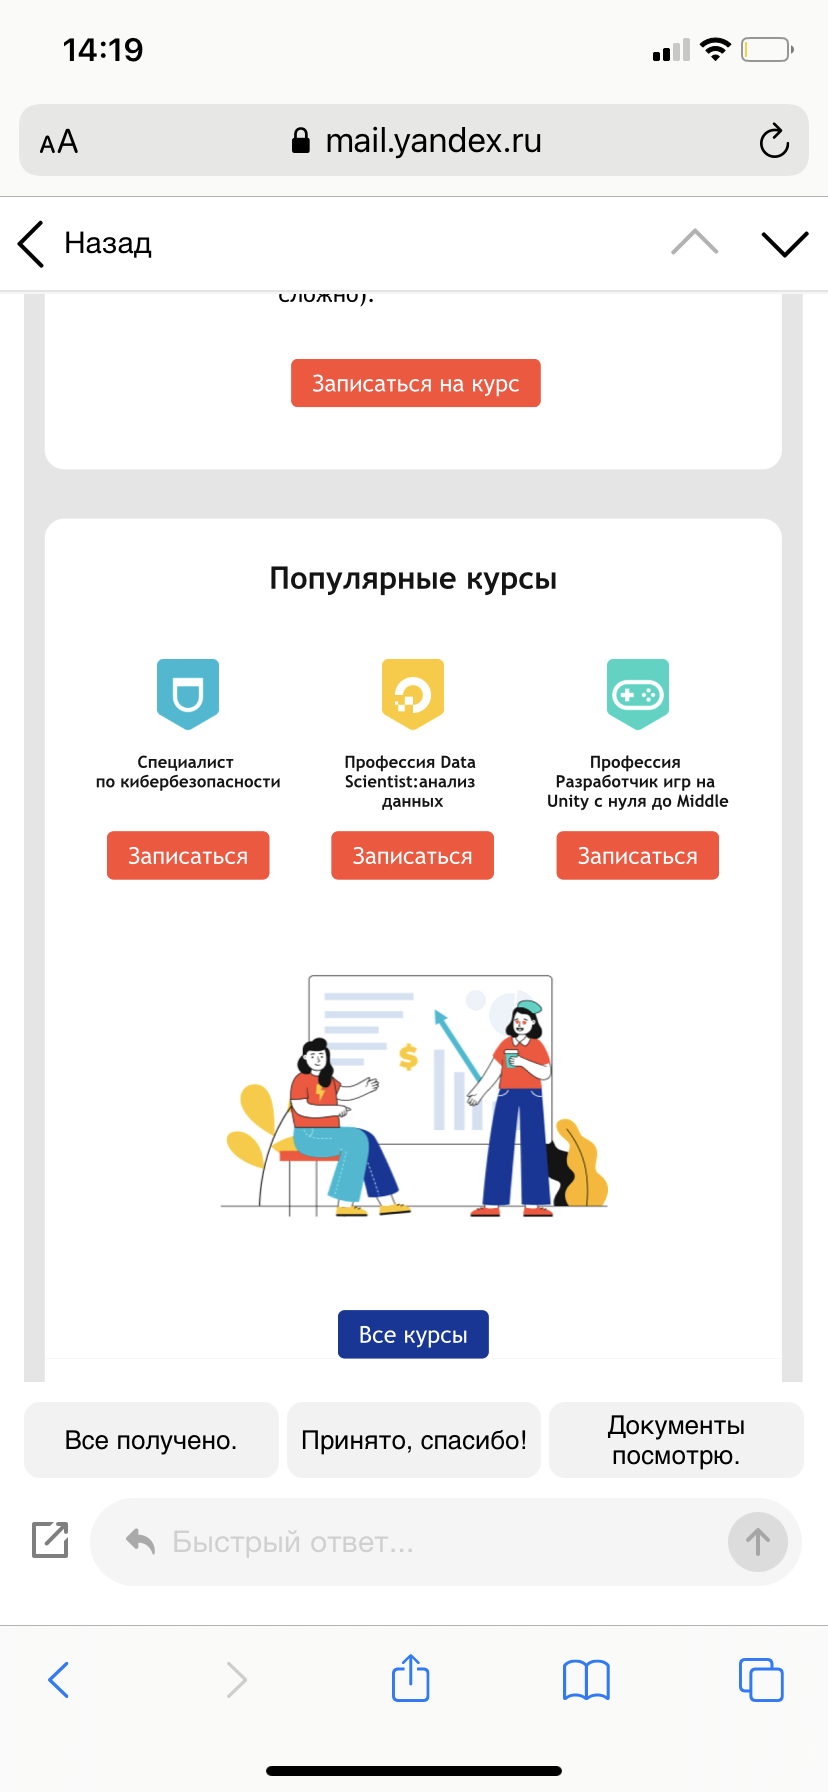 14:19
AA
mail.yandex.ru
Назад
сложно).
Записаться на курс
Популярные курсы
Специалист
по кибербезопасности
Записаться
Профессия Data
Scientist:анализ
данных
Записаться
Профессия
Разработчик игр на
Unity с нуля до Middle
Записаться
$
Все курсы
Все получено.
Принято, спасибо!
Документы
посмотрю.
Быстрый ответ...